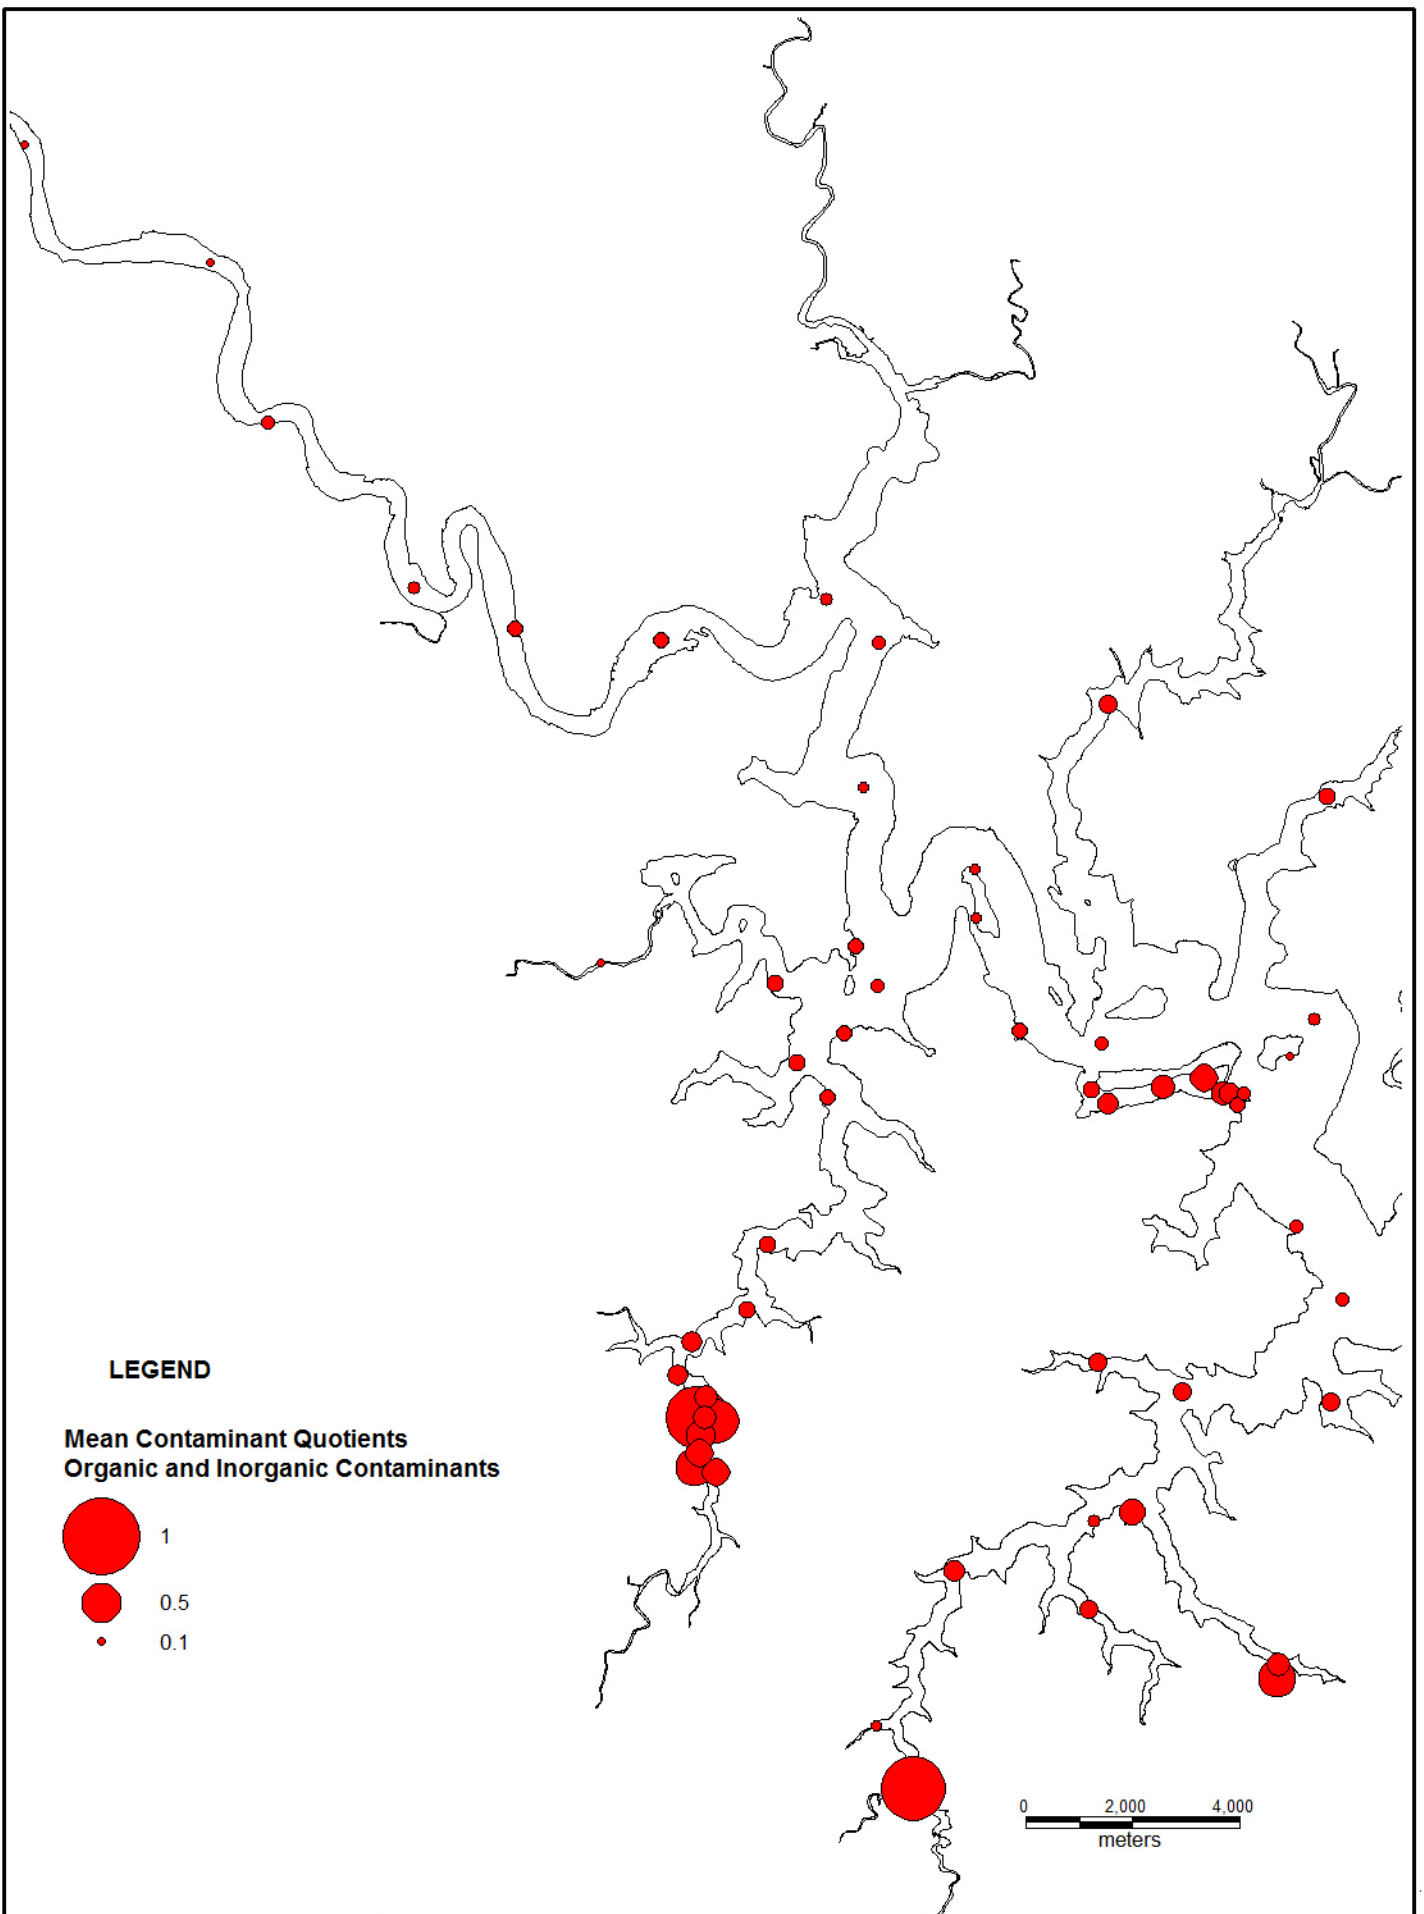 LEGEND
Mean Contaminant Quotients
Organic and Inorganic Contaminants
1
0.5
0.1
0 2,000 4,000
meters